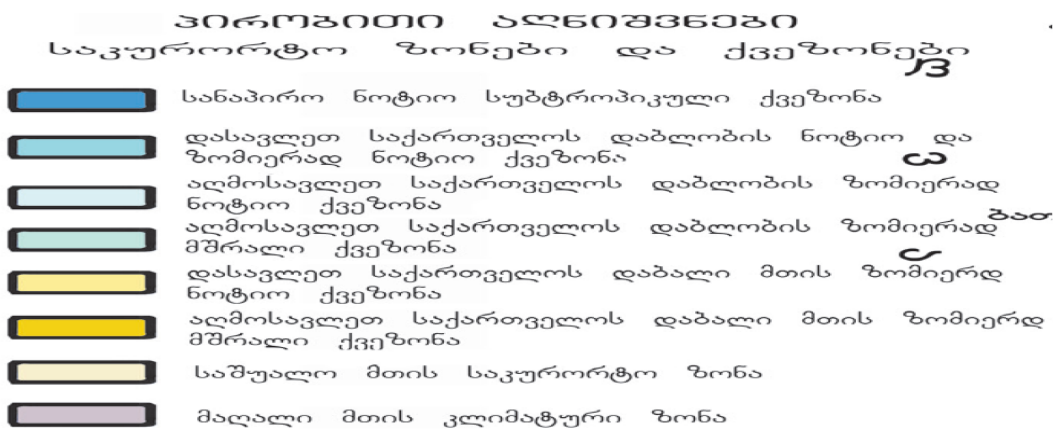 პირობითი აღნიშვნები
საკურორტო ზონები და ქვეზონები
სანაპირო ნოტიო სუბტროპიკული ქვეზონა
დასავლეთ საქართველოს დაბლობის ნოტიო და
ზომიერად ნოტიო ქვეზონა
აღმოსავლეთ საქართველოს დაბლობის ზომიერად
ნოტიო ქვეზონა
აღმოსავლეთ საქართველოს დაბლობის ზომიერად
მშრალი ქვეზონა
დასავლეთ საქართველოს დაბალი მთის ზომიერდ
ნოტიო ქვეზონა
აღმოსავლეთ საქართველოს დაბალი მთის ზომიერდ
მშრალი ქვეზონა
საშუალო მთის საკურორტო ზონა
მაღალი მთის კლიმატური ზონა